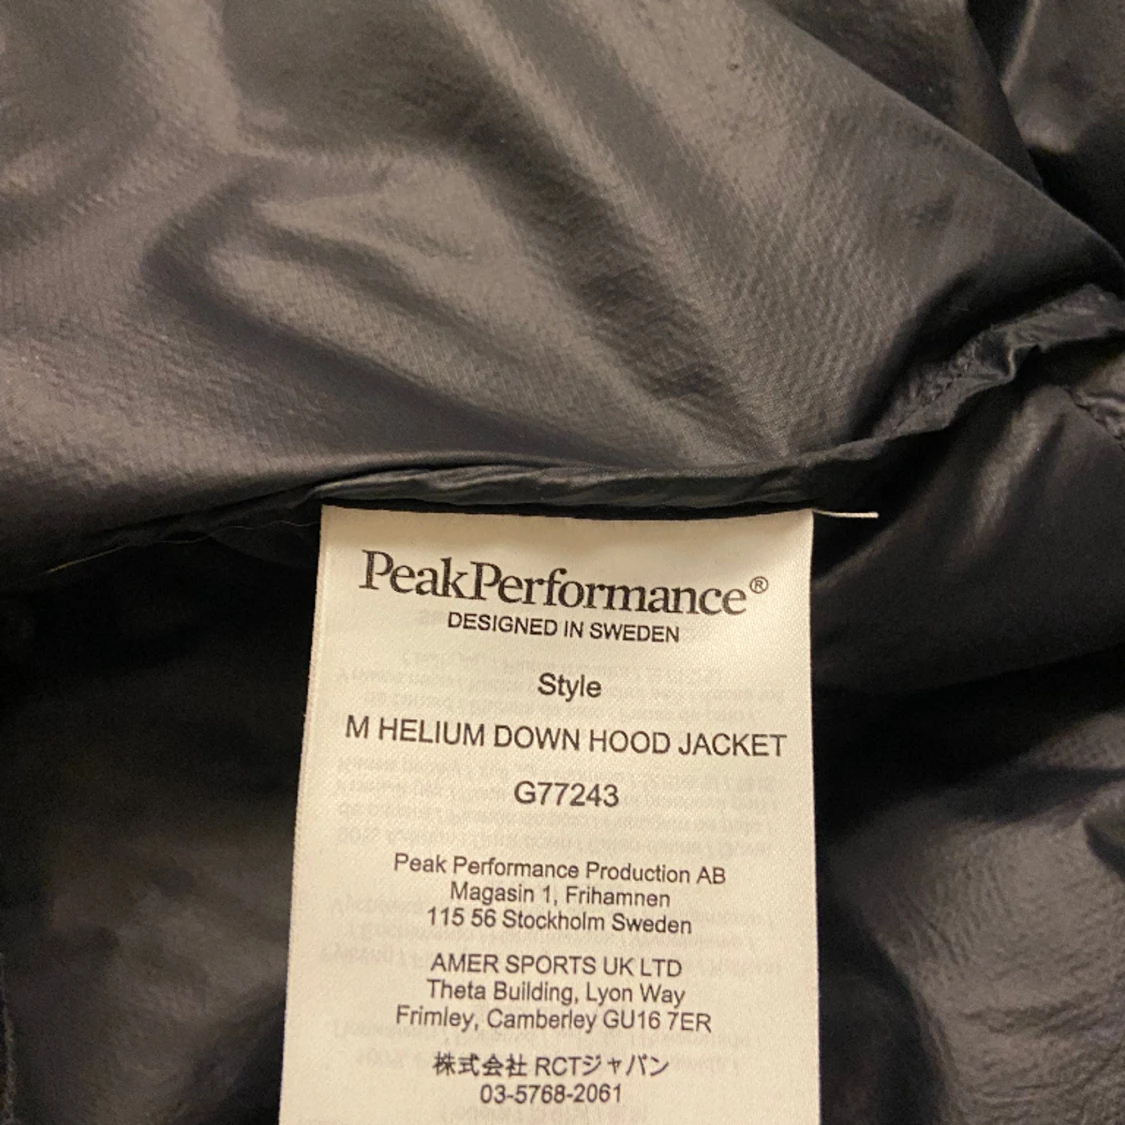 PeakPerformance®
DESIGNED IN SWEDEN
Style
M HELIUM DOWN HOOD JACKET
G77243
Peak Performance Production AB
Magasin 1, Frihamnen
115 56 Stockholm Sweden
AMER SPORTS UK LTD
Theta Building, Lyon Way
Frimley, Camberley GU16 7ER
株式会社 RCTジャパン
03-5768-2061